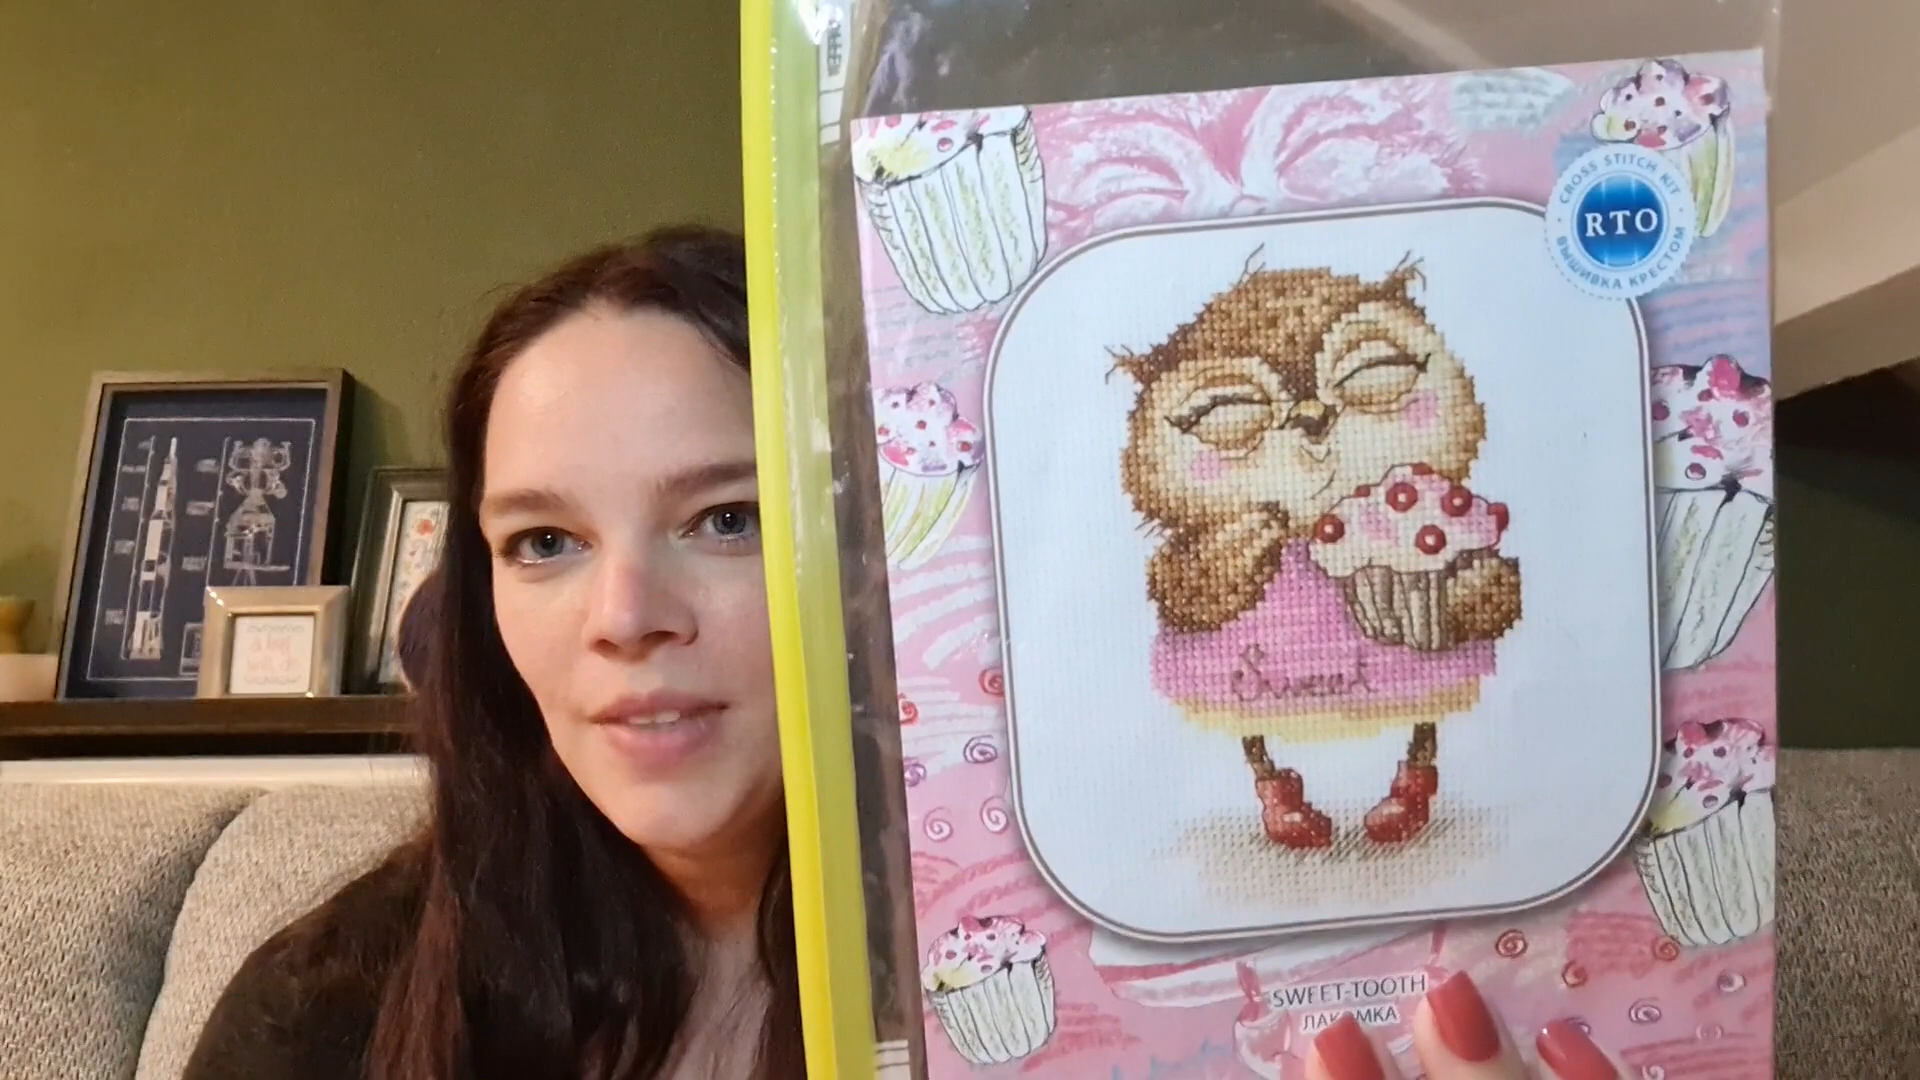 CROSS STITCH KIT
RTO
ВЫШИВКА КРЕСТОМ
Sweet
SWEET-TOOTH
ЛАКОМКА